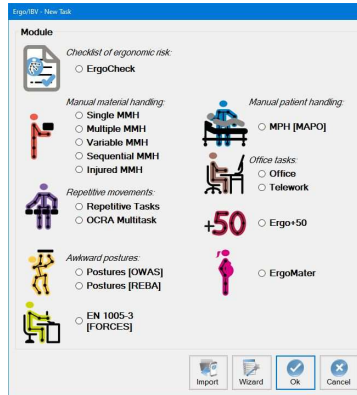 Ergo/IBV - New Task
Module
Checklist of ergonomic risk:
ErgoCheck
Manual material handling:
Single MMH
Multiple MMH
Variable MMH
Sequential MMH
Injured MMH
Manual patient handling:
MPH [MAPO]
Office tasks:
Office
Telework
Repetitive movements:
Repetitive Tasks
OCRA Multitask
+50
Ergo+50
Awkward postures:
Postures [OWAS]
Postures [REBA]
ErgoMater
EN 1005-3
[FORCES]
Import
Wizard
Ok
Cancel